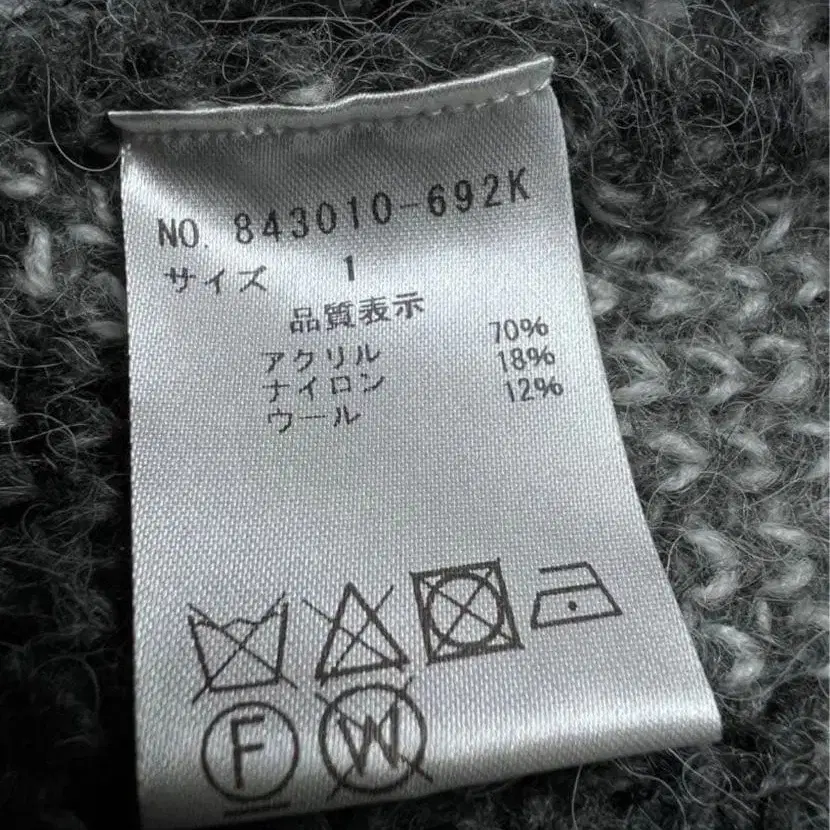 NO. 843010-692K
サイズ 1
品質表示
アクリル 70%
ナイロン 18%
ウール 12%
F W